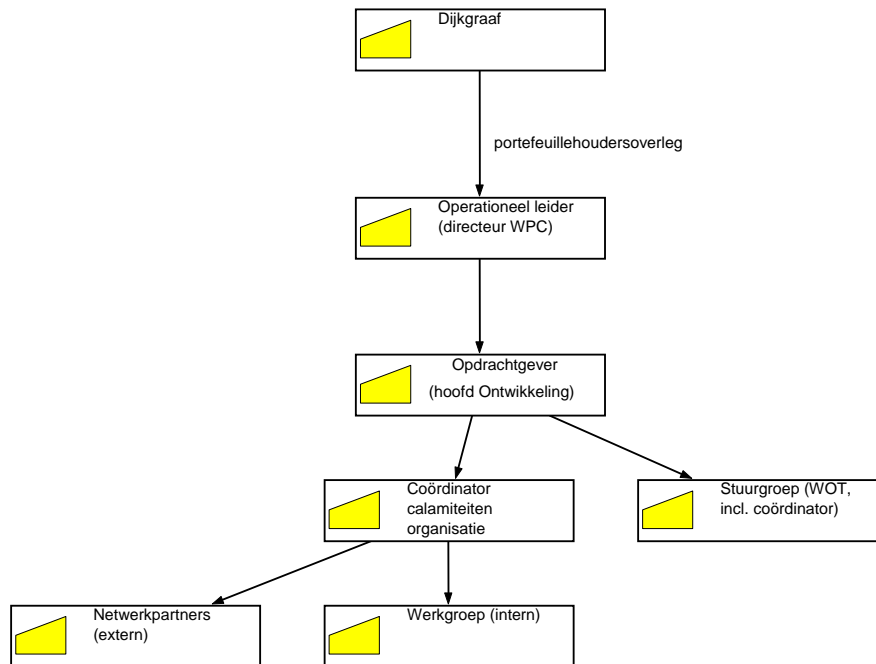 Dijkgraaf
portefeuillehoudersoverleg
Operationeel leider
(directeur WPC)
Opdrachtgever
(hoofd Ontwikkeling)
Coördinator
calamiteiten
organisatie
Stuurgroep (WOT,
incl. coördinator)
Netwerkpartners
(extern)
Werkgroep (intern)